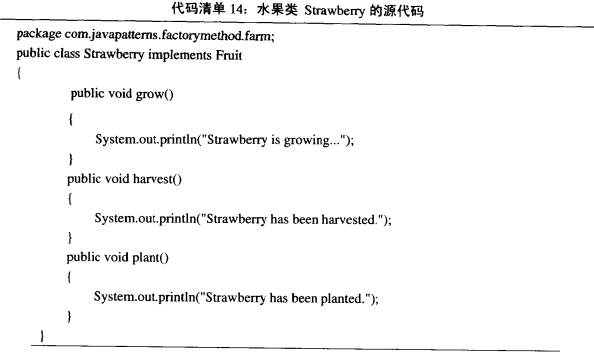 代码清单 14：水果类 Strawberry 的源代码
package com.javapatterns.factorymethod.farm;
public class Strawberry implements Fruit
{
public void grow()
{
System.out.println("Strawberry is growing...");
}
public void harvest()
{
System.out.println("Strawberry has been harvested.");
}
public void plant()
{
System.out.println("Strawberry has been planted.");
}
}